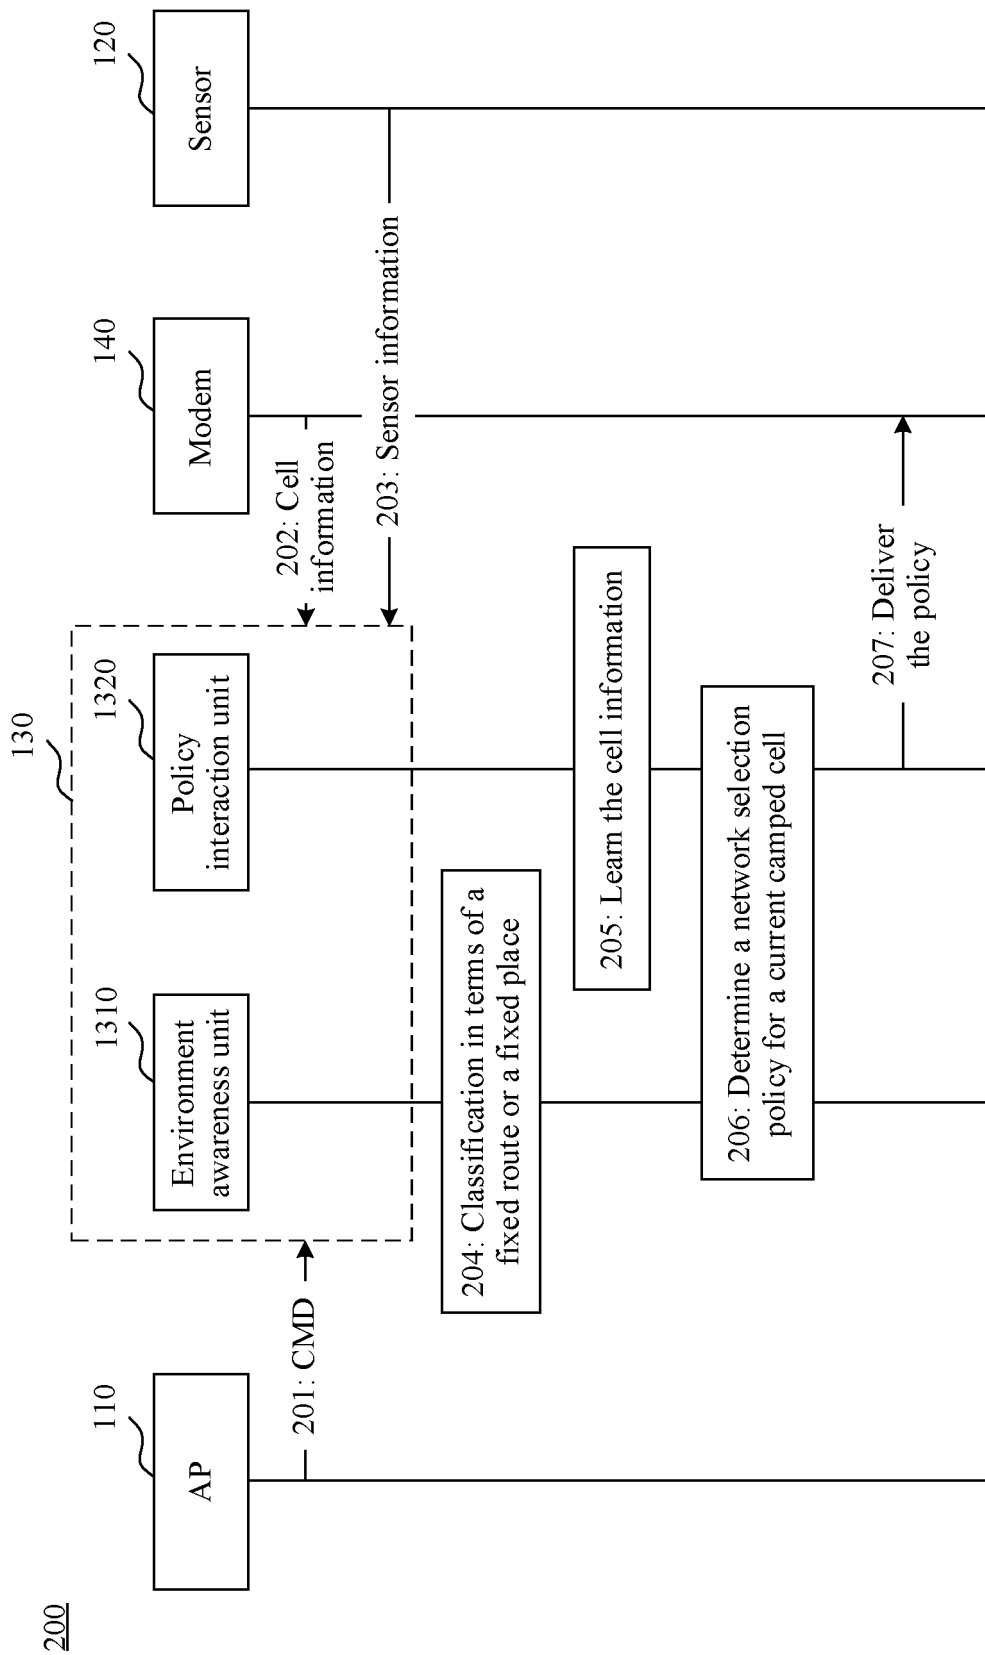 200
110
AP
130
1310
Environment
awareness unit
1320
Policy
interaction unit
140
Modem
120
Sensor
201: CMD
202: Cell
information
203: Sensor information
204: Classification in terms of a
fixed route or a fixed place
205: Learn the cell information
206: Determine a network selection
policy for a current camped cell
207: Deliver
the policy